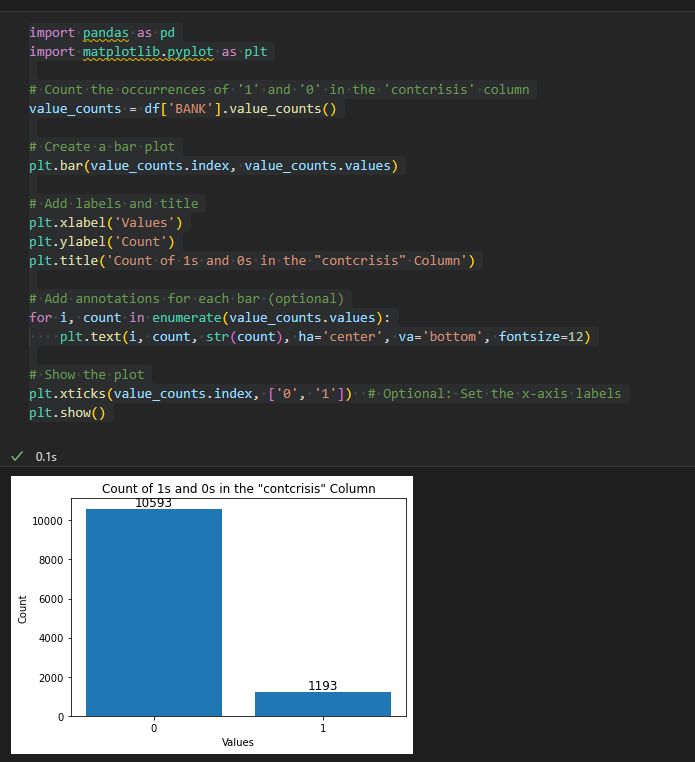 import pandas as pd
import matplotlib.pyplot as plt
# Count the occurrences of '1' and '0' in the 'contcrisis' column
value_counts = df['BANK'].value_counts()
# Create a bar plot
plt.bar(value_counts.index, value_counts.values)
# Add labels and title
plt.xlabel('Values')
plt.ylabel('Count')
plt.title('Count of 1s and 0s in the "contcrisis" Column')
# Add annotations for each bar (optional)
for i, count in enumerate(value_counts.values):
    plt.text(i, count, str(count), ha='center', va='bottom', fontsize=12)
# Show the plot
plt.xticks(value_counts.index, ['0', '1'])  # Optional: Set the x-axis labels
plt.show()
0.1s
Count of 1s and 0s in the "contcrisis" Column
10593
10000
8000
6000
Count
4000
2000
1193
0
0 1
Values